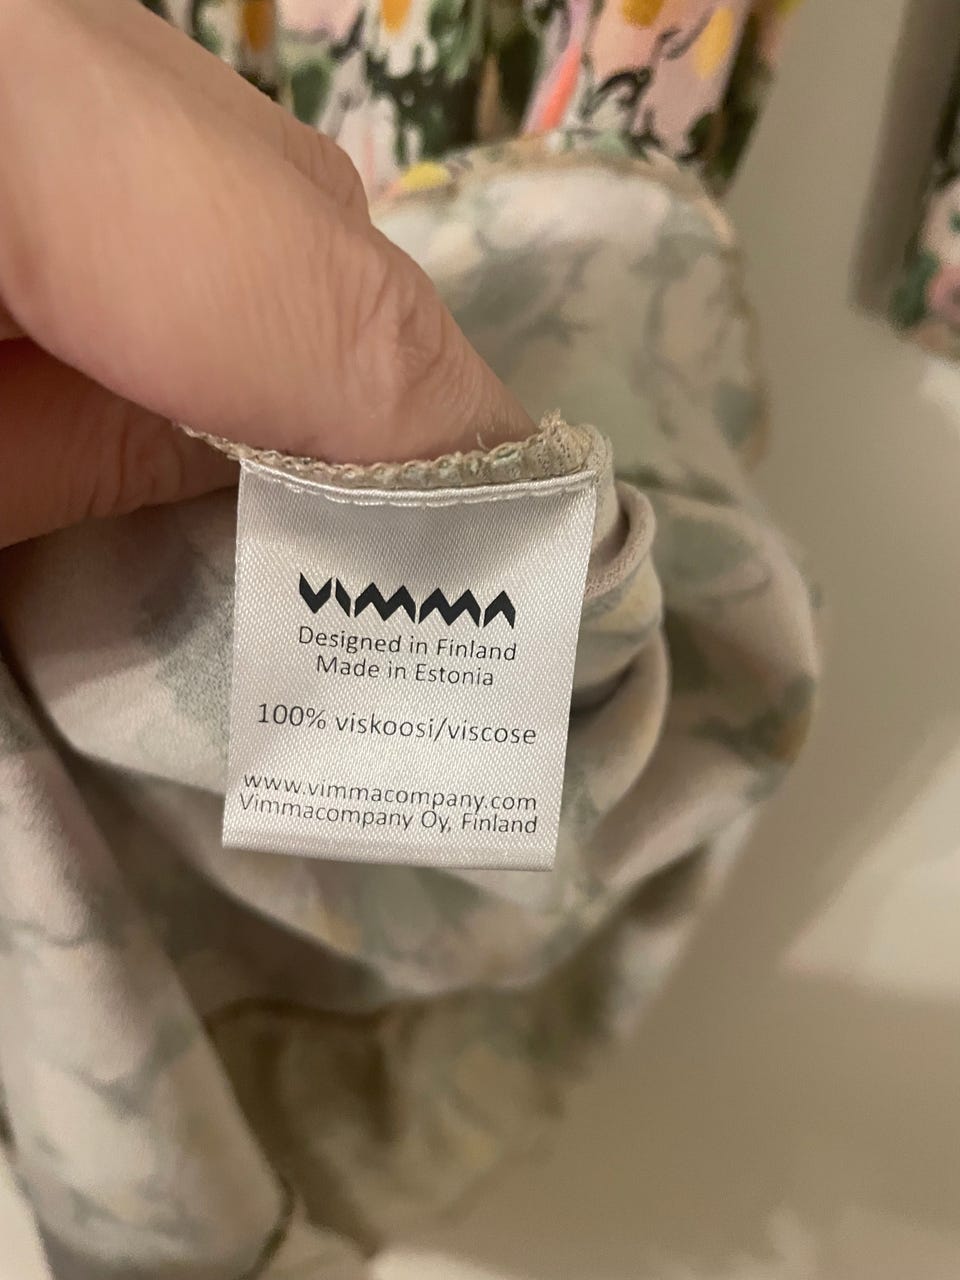 VIMMA
Designed in Finland
Made in Estonia
100% viskoosi/viscose
www.vimmacompany.com
Vimmacompany Oy, Finland